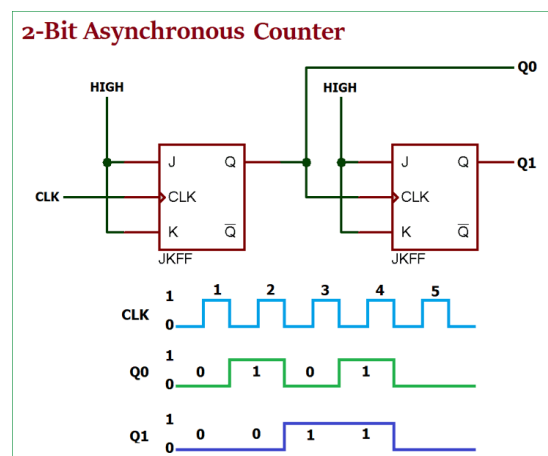 2-Bit Asynchronous Counter
Q0
HIGH HIGH
J Q J Q Q1
CLK CLK CLK
K Q K Q
JKFF JKFF
1 2 3 4 5
1
CLK
0
1
Q0 0 0 1 0 1
1
Q1 0 0 1 1
0